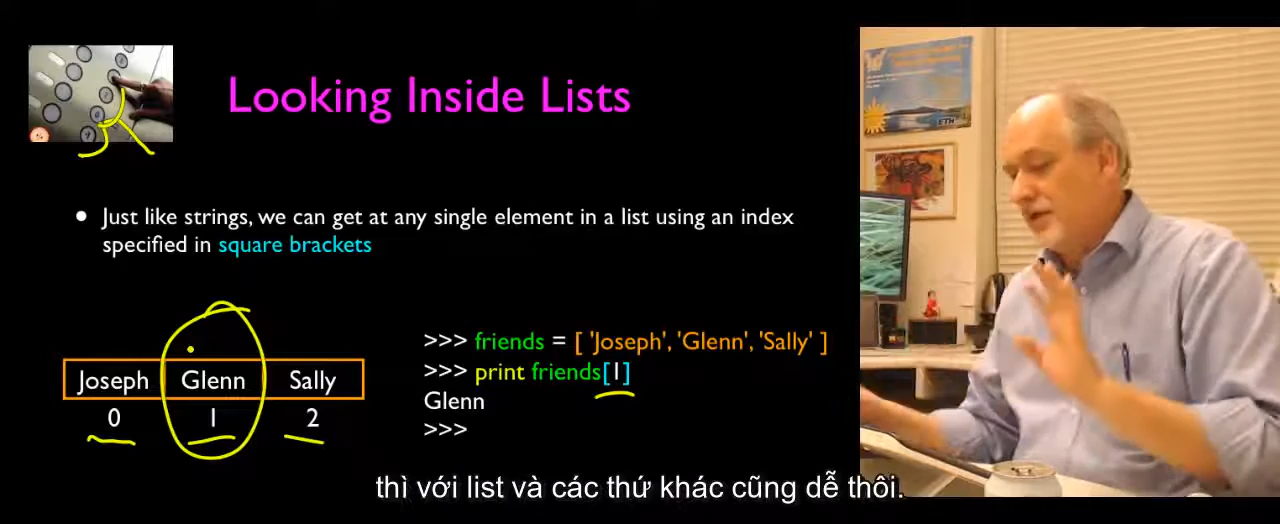 Looking Inside Lists
• Just like strings, we can get at any single element in a list using an index
specified in square brackets
Joseph Glenn Sally
0 1 2
>>> friends = [ 'Joseph', 'Glenn', 'Sally' ]
>>> print friends[1]
Glenn
>>>
ETH
thì với list và các thứ khác cũng dễ thôi.